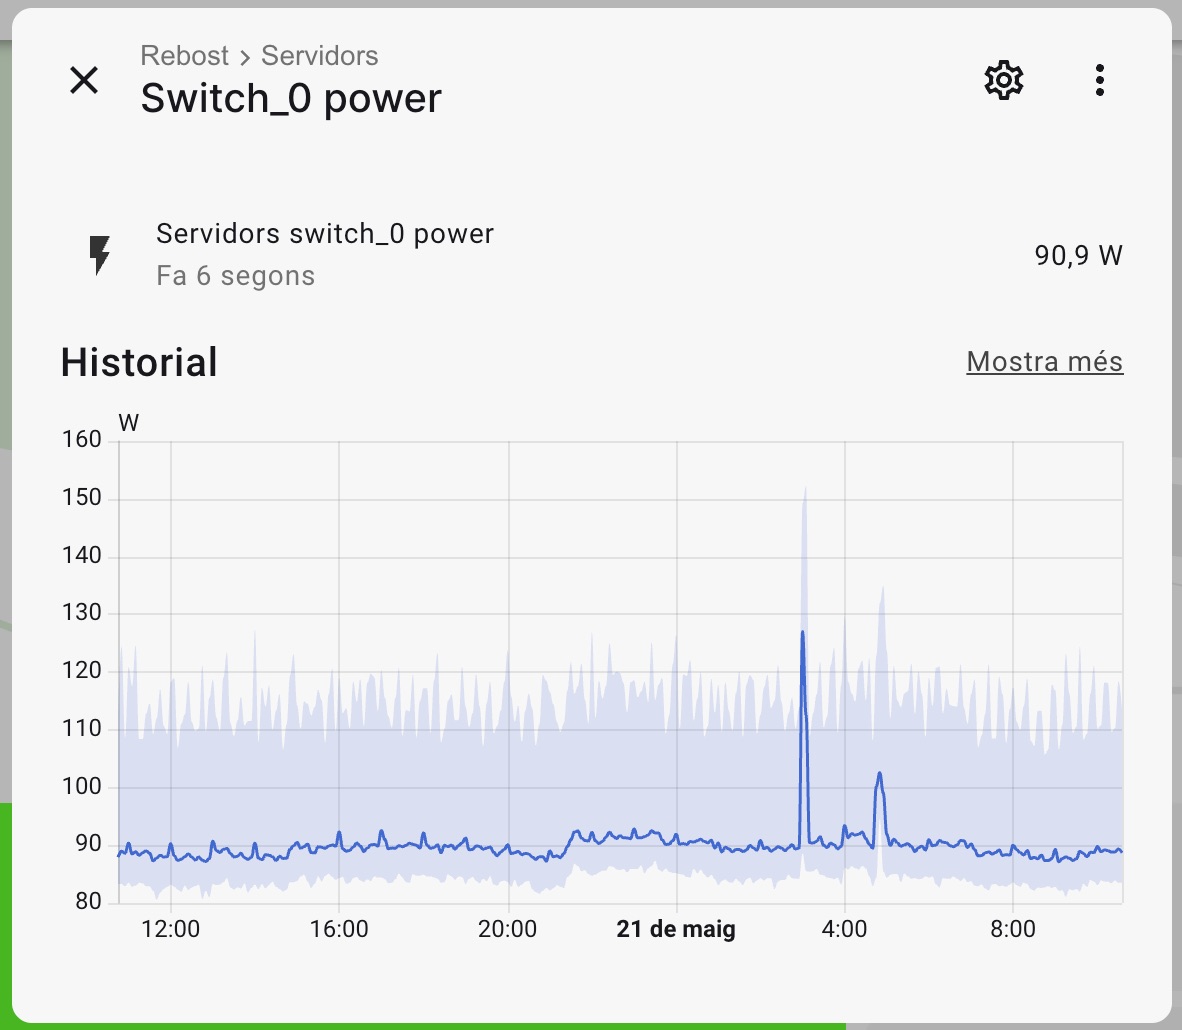 Rebost > Servidors
Switch_0 power
Servidors switch_0 power
Fa 6 segons
90,9 W
Historial
Mostra més
W
160
150
140
130
120
110
100
90
80
12:00
16:00
20:00
21 de maig
4:00
8:00